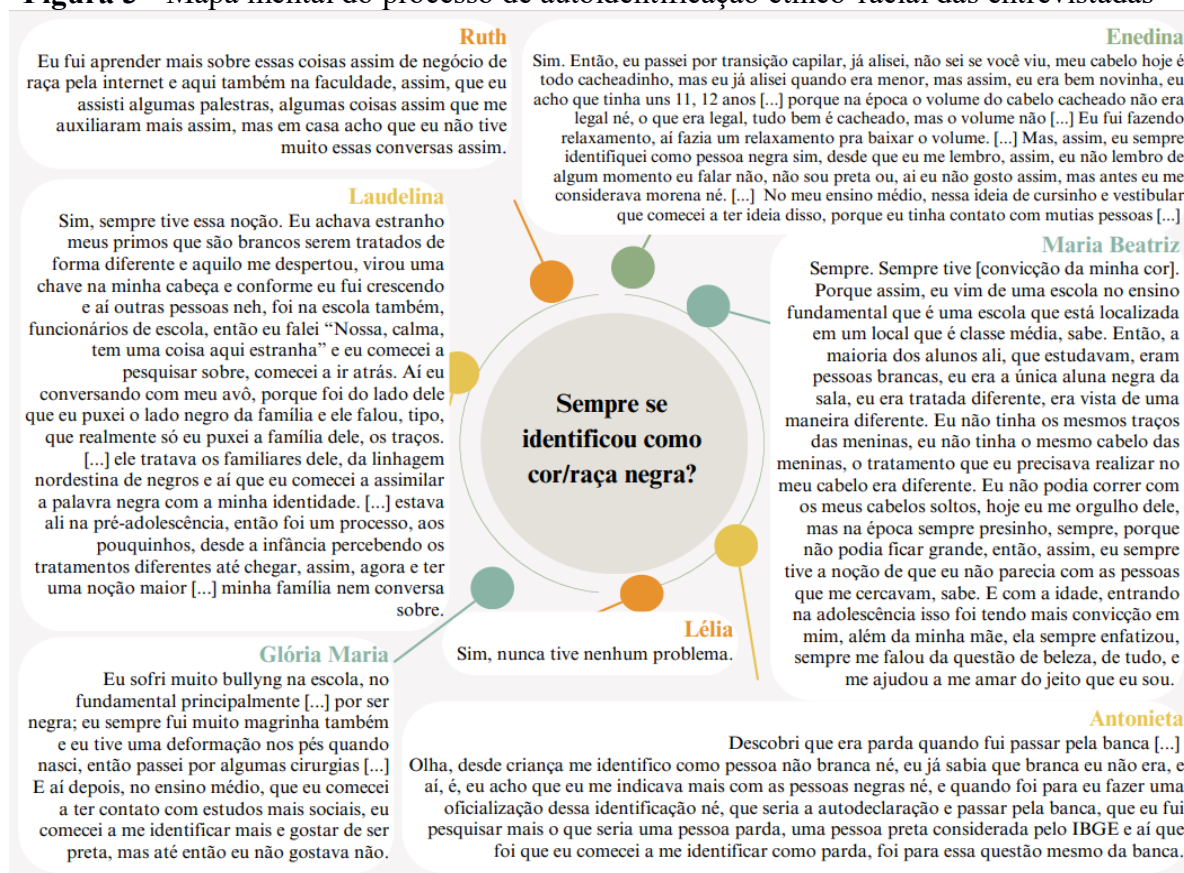 Figura 3 - Mapa mental do processo de autoidentificação étnico-racial das entrevistadas
Ruth
Eu fui aprender mais sobre essas coisas assim de negócio de
raça pela internet e aqui também na faculdade, assim, que eu
assisti algumas palestras, algumas coisas assim que me
auxiliaram mais assim, mas em casa acho que eu não tive
muito essas conversas assim.
Enedina
Sim. Então, eu passei por transição capilar, já alisei, não sei se você viu, meu cabelo hoje é
todo cacheadinho, mas eu já alisei quando era menor, mas assim, eu era bem novinha, eu
acho que tinha uns 11, 12 anos [...] porque na época o volume do cabelo cacheado não era
legal né, o que era legal, tudo bem é cacheado, mas o volume não [...] Eu fui fazendo
relaxamento, aí fazia um relaxamento pra baixar o volume. [...] Mas, assim, eu sempre
identifiquei como pessoa negra sim, desde que eu me lembro, assim, eu não lembro de
algum momento eu falar não, não sou preta ou, ai eu não gosto assim, mas antes eu me
considerava morena né. [...] No meu ensino médio, nessa ideia de cursinho e vestibular
que comecei a ter ideia disso, porque eu tinha contato com mutias pessoas [...]
Laudelina
Sim, sempre tive essa noção. Eu achava estranho
meus primos que são brancos serem tratados de
forma diferente e aquilo me despertou, virou uma
chave na minha cabeça e conforme eu fui crescendo
e aí outras pessoas neh, foi na escola também,
funcionários de escola, então eu falei “Nossa, calma,
tem uma coisa aqui estranha” e eu comecei a
pesquisar sobre, comecei a ir atrás. Aí eu
conversando com meu avô, porque foi do lado dele
que eu puxei o lado negro da família e ele falou, tipo,
que realmente só eu puxei a família dele, os traços.
[...] ele tratava os familiares dele, da linhagem
nordestina de negros e aí que eu comecei a assimilar
a palavra negra com a minha identidade. [...] estava
ali na pré-adolescência, então foi um processo, aos
pouquinhos, desde a infância percebendo os
tratamentos diferentes até chegar, assim, agora e ter
uma noção maior [...] minha família nem conversa
sobre.
Maria Beatriz
Sempre. Sempre tive [convicção da minha cor].
Porque assim, eu vim de uma escola no ensino
fundamental que é uma escola que está localizada
em um local que é classe média, sabe. Então, a
maioria dos alunos ali, que estudavam, eram
pessoas brancas, eu era a única aluna negra da
sala, eu era tratada diferente, era vista de uma
maneira diferente. Eu não tinha os mesmos traços
das meninas, eu não tinha o mesmo cabelo das
meninas, o tratamento que eu precisava realizar no
meu cabelo era diferente. Eu não podia correr com
os meus cabelos soltos, hoje eu me orgulho dele,
mas na época sempre presinho, sempre, porque
não podia ficar grande, então, assim, eu sempre
tive a noção de que eu não parecia com as pessoas
que me cercavam, sabe. E com a idade, entrando
na adolescência isso foi tendo mais convicção em
mim, além da minha mãe, ela sempre enfatizou,
sempre me falou da questão de beleza, de tudo, e
me ajudou a me amar do jeito que eu sou.
Sempre se
identificou como
cor/raça negra?
Lélia
Sim, nunca tive nenhum problema.
Glória Maria
Eu sofri muito bullyng na escola, no
fundamental principalmente [...] por ser
negra; eu sempre fui muito magrinha também
e eu tive uma deformação nos pés quando
nasci, então passei por algumas cirurgias [...]
E aí depois, no ensino médio, que eu comecei
a ter contato com estudos mais sociais, eu
comecei a me identificar mais e gostar de ser
preta, mas até então eu não gostava não.
Antonieta
Descobri que era parda quando fui passar pela banca [...]
Olha, desde criança me identifico como pessoa não branca né, eu já sabia que branca eu não era, e
aí, é, eu acho que eu me indicava mais com as pessoas negras né, e quando foi para eu fazer uma
oficialização dessa identificação né, que seria a autodeclaração e passar pela banca, que eu fui
pesquisar mais o que seria uma pessoa parda, uma pessoa preta considerada pelo IBGE e aí que
foi que eu comecei a me identificar como parda, foi para essa questão mesmo da banca.